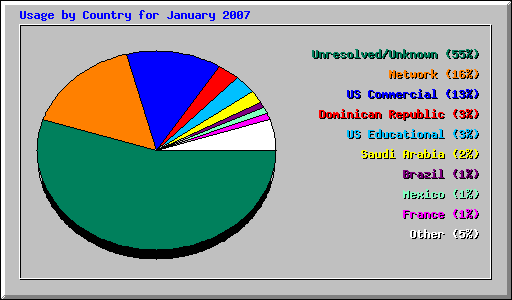 Usage by Country for January 2007
Unresolved/Unknown (55%)
Network (16%)
US Commercial (13%)
Dominican Republic (3%)
US Educational (3%)
Saudi Arabia (2%)
Brazil (1%)
Mexico (1%)
France (1%)
Other (5%)